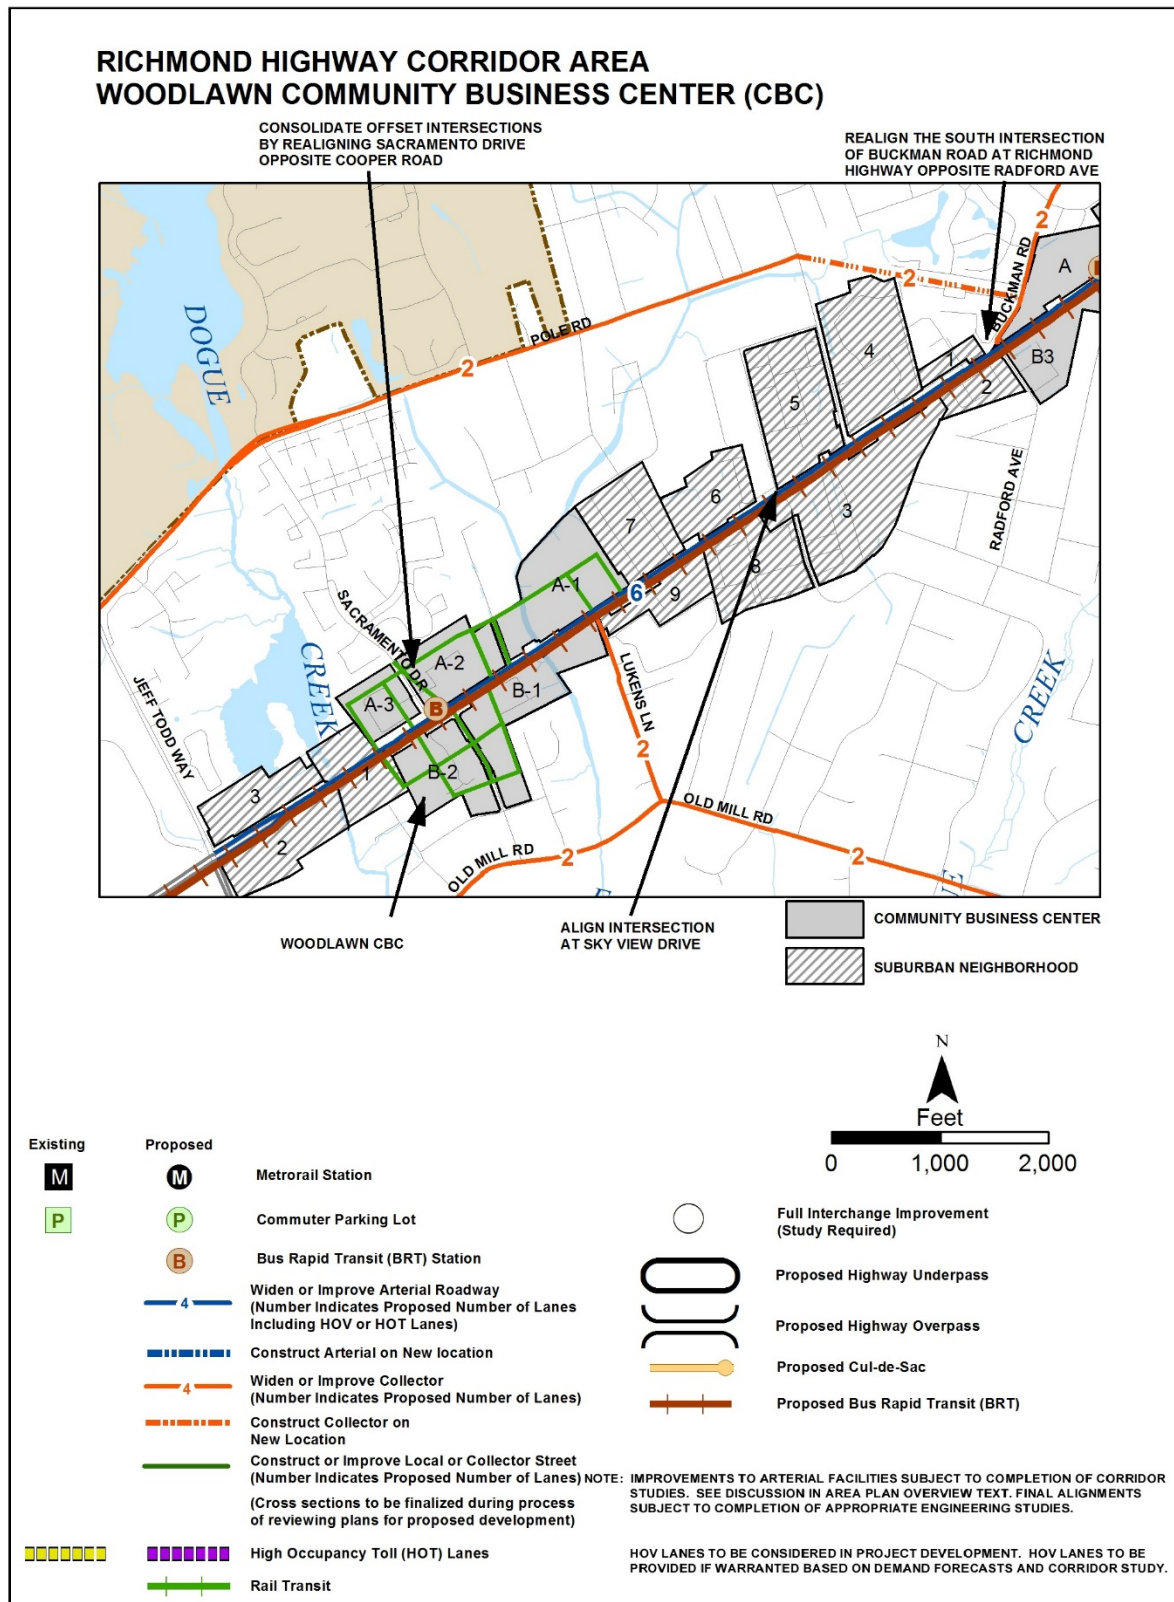 RICHMOND HIGHWAY CORRIDOR AREA
WOODLAWN COMMUNITY BUSINESS CENTER (CBC)
CONSOLIDATE OFFSET INTERSECTIONS
BY REALIGNING SACRAMENTO DRIVE
OPPOSITE COOPER ROAD
REALIGN THE SOUTH INTERSECTION
OF BUCKMAN ROAD AT RICHMOND
HIGHWAY OPPOSITE RADFORD AVE
2
BUCKMAN RD
A
2
DOGUE
POLE RD
2
4
1
B3
2
5
RADFORD AVE
6
3
7
8
A-1
6
9
SACRAMENTO DR
CREEK
A-2
LUKENS LN
B-1
CREEK
JEFF TODD WAY
A-3
B
1
B-2
2
3
OLD MILL RD
2
OLD MILL RD
2
2
WOODLAWN CBC
ALIGN INTERSECTION
AT SKY VIEW DRIVE
COMMUNITY BUSINESS CENTER
SUBURBAN NEIGHBORHOOD
N
Feet
0 1,000 2,000
Existing Proposed
M M Metrorail Station
P P Commuter Parking Lot
B Bus Rapid Transit (BRT) Station
4 Widen or Improve Arterial Roadway
(Number Indicates Proposed Number of Lanes
Including HOV or HOT Lanes)
Construct Arterial on New location
4 Widen or Improve Collector
(Number Indicates Proposed Number of Lanes)
Construct Collector on
New Location
Construct or Improve Local or Collector Street
(Number Indicates Proposed Number of Lanes)
(Cross sections to be finalized during process
of reviewing plans for proposed development)
High Occupancy Toll (HOT) Lanes
Rail Transit
Full Interchange Improvement
(Study Required)
Proposed Highway Underpass
Proposed Highway Overpass
Proposed Cul-de-Sac
Proposed Bus Rapid Transit (BRT)
NOTE: IMPROVEMENTS TO ARTERIAL FACILITIES SUBJECT TO COMPLETION OF CORRIDOR
STUDIES. SEE DISCUSSION IN AREA PLAN OVERVIEW TEXT. FINAL ALIGNMENTS
SUBJECT TO COMPLETION OF APPROPRIATE ENGINEERING STUDIES.
HOV LANES TO BE CONSIDERED IN PROJECT DEVELOPMENT. HOV LANES TO BE
PROVIDED IF WARRANTED BASED ON DEMAND FORECASTS AND CORRIDOR STUDY.